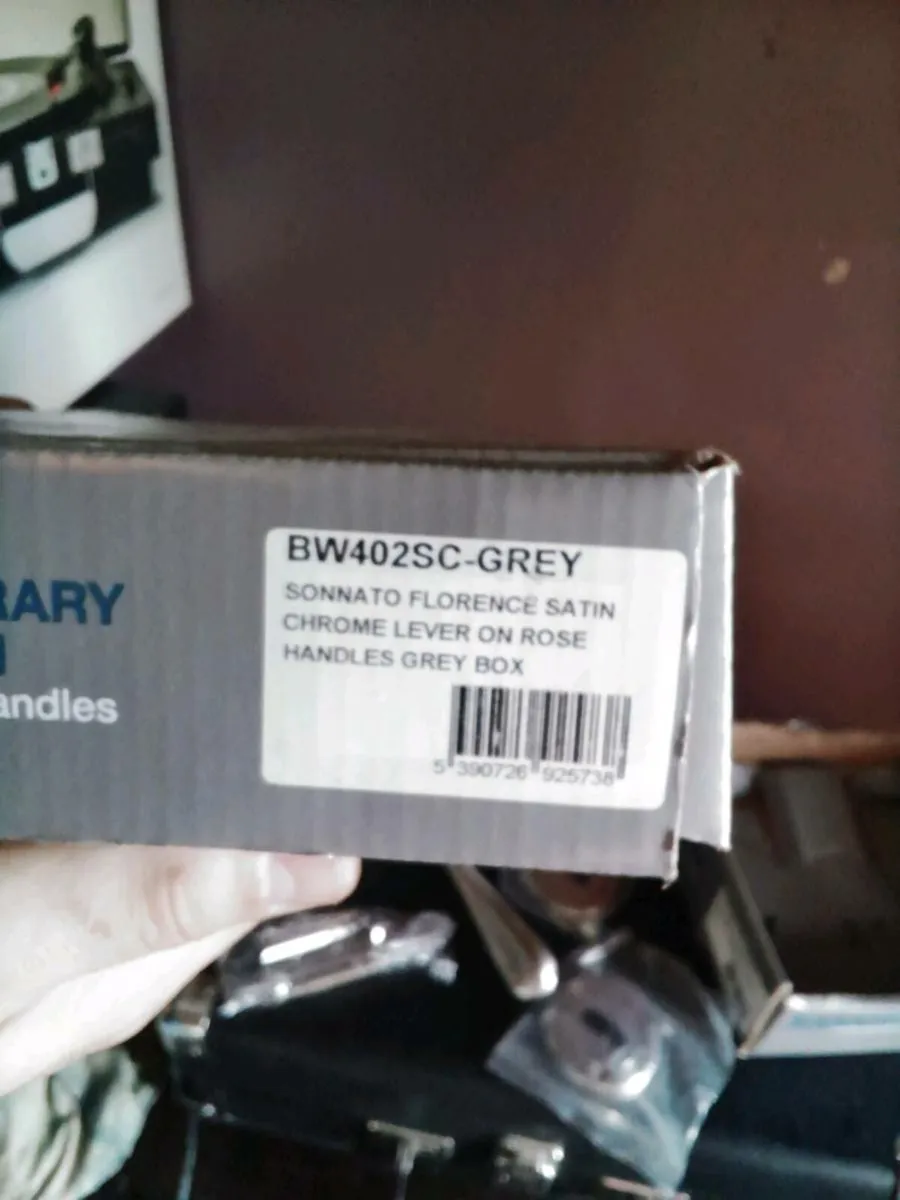 BW402SC-GREY
SONNATO FLORENCE SATIN
CHROME LEVER ON ROSE
HANDLES GREY BOX
5 390726 925738
RARY
andles